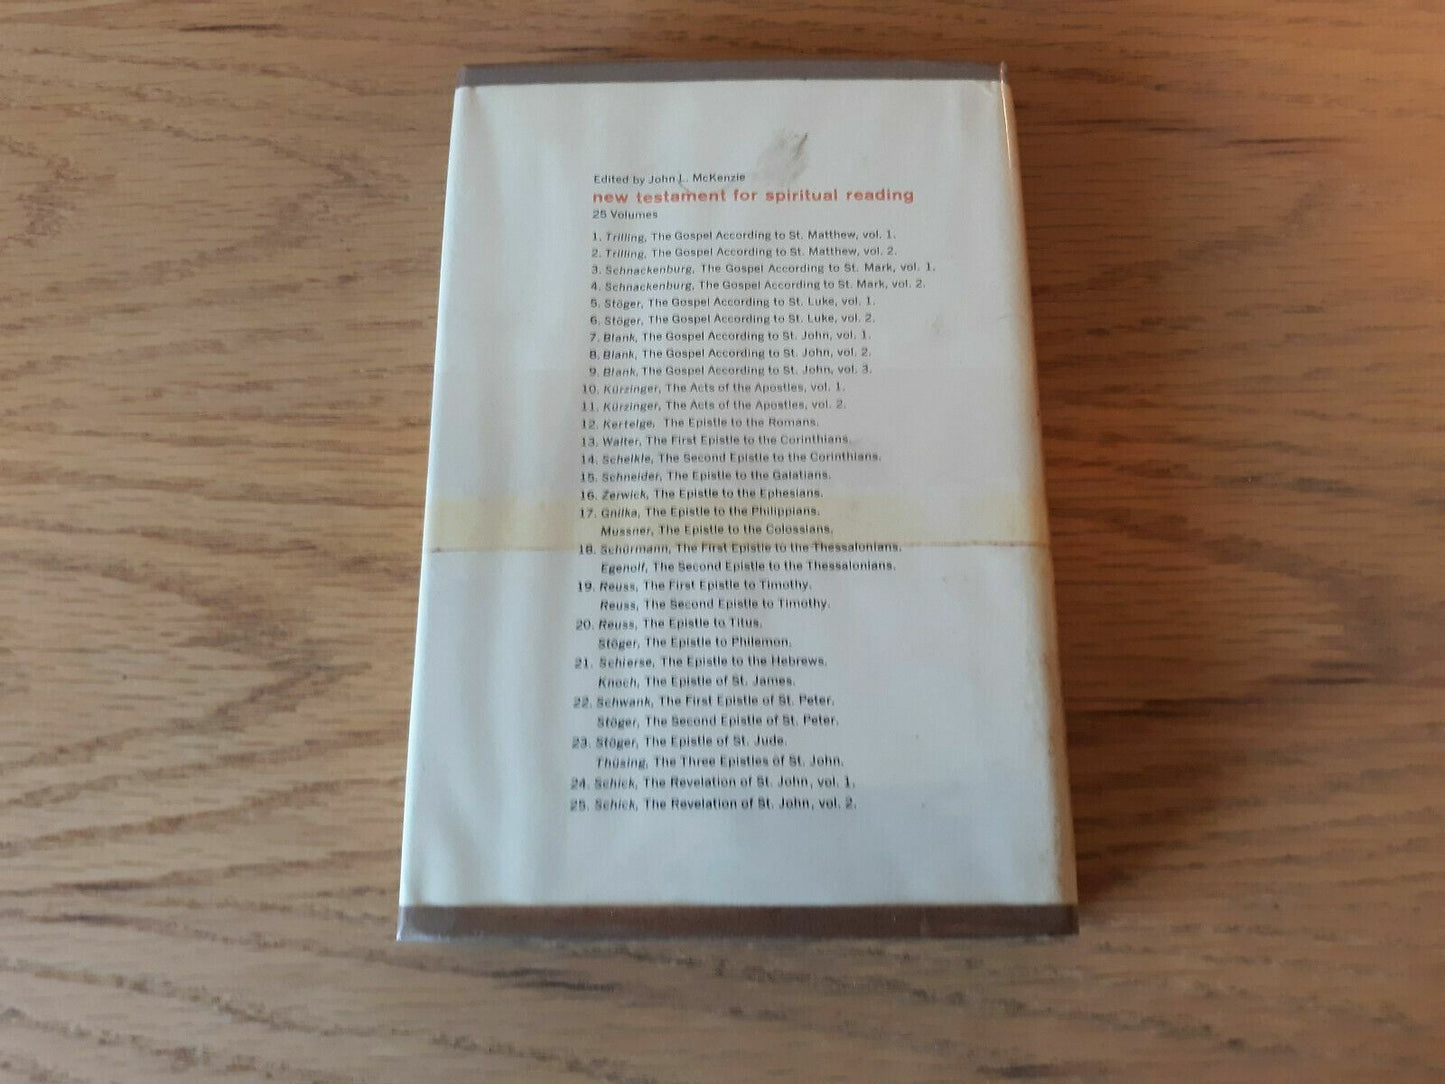 Edited by John L. McKenzie
new testament for spiritual reading
25 Volumes
1. Trilling, The Gospel According to St. Matthew, vol. 1.
2. Trilling, The Gospel According to St. Matthew, vol. 2.
3. Schnackenburg, The Gospel According to St. Mark, vol. 1.
4. Schnackenburg, The Gospel According to St. Mark, vol. 2.
5. Stöger, The Gospel According to St. Luke, vol. 1.
6. Stöger, The Gospel According to St. Luke, vol. 2.
7. Blank, The Gospel According to St. John, vol. 1.
8. Blank, The Gospel According to St. John, vol. 2.
9. Blank, The Gospel According to St. John, vol. 3.
10. Kürzinger, The Acts of the Apostles, vol. 1.
11. Kürzinger, The Acts of the Apostles, vol. 2.
12. Kertelge, The Epistle to the Romans.
13. Walter, The First Epistle to the Corinthians.
14. Schelkle, The Second Epistle to the Corinthians.
15. Schneider, The Epistle to the Galatians.
16. Zerwick, The Epistle to the Ephesians.
17. Gnilka, The Epistle to the Philippians.
Mussner, The Epistle to the Colossians.
18. Schürmann, The First Epistle to the Thessalonians.
Egenolf, The Second Epistle to the Thessalonians.
19. Reuss, The First Epistle to Timothy.
Reuss, The Second Epistle to Timothy.
20. Reuss, The Epistle to Titus.
Stöger, The Epistle to Philemon.
21. Schierse, The Epistle to the Hebrews.
Knoch, The Epistle of St. James.
22. Schwank, The First Epistle of St. Peter.
Stöger, The Second Epistle of St. Peter.
23. Stöger, The Epistle of St. Jude.
Thüsing, The Three Epistles of St. John.
24. Schick, The Revelation of St. John, vol. 1.
25. Schick, The Revelation of St. John, vol. 2.